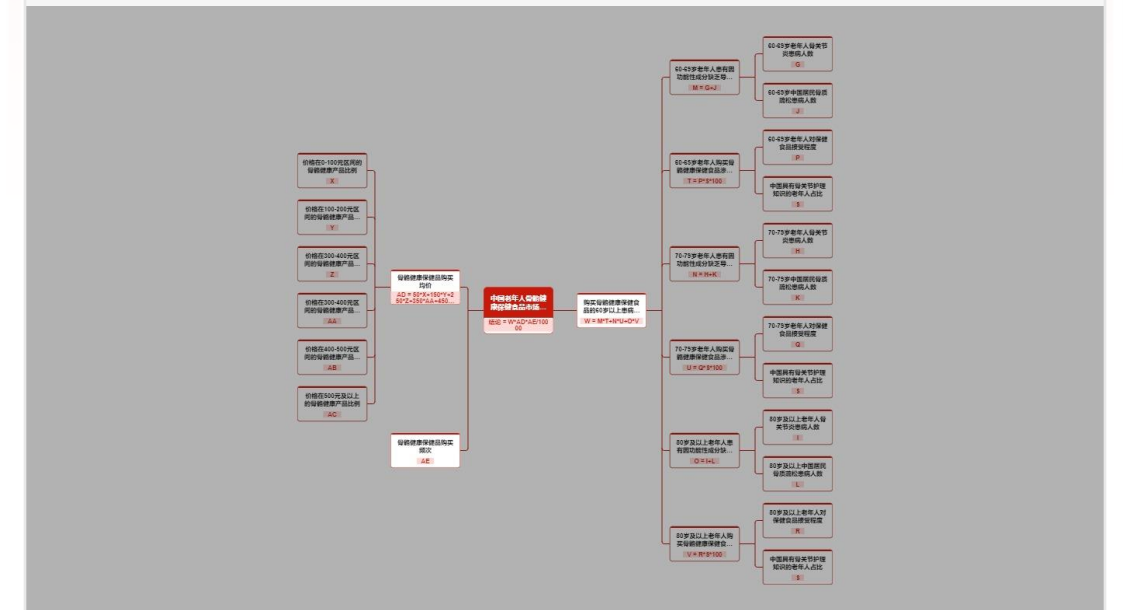 价格在0-100元区间的
骨骼健康产品比例
X
价格在100-200元区
间的骨骼健康产品...
Y
价格在300-400元区
间的骨骼健康产品...
Z
价格在300-400元区
间的骨骼健康产品...
AA
价格在400-500元区
间的骨骼健康产品...
AB
价格在500元及以上
的骨骼健康产品比例
AC
骨骼健康保健品购买
均价
AD = 50*X+150*Y+2
50*Z+350*AA+450...
骨骼健康保健品购买
频次
AE
中国老年人骨骼健
康保健食品市场...
结论 = W*AD*AE/100
00
购买骨骼健康保健食
品的60岁以上患病...
W = M*T+N*U+O*V
60-69岁老年人患有因
功能性成分缺乏导...
M = G+J
60-69岁老年人骨关节
炎患病人数
G
60-69岁中国居民骨质
疏松患病人数
J
60-69岁老年人购买骨
骼健康保健食品渗...
T = P*S*100
60-69岁老年人对保健
食品接受程度
P
中国拥有骨关节护理
知识的老年人占比
S
70-79岁老年人患有因
功能性成分缺乏导...
N = H+K
70-79岁老年人骨关节
炎患病人数
H
70-79岁中国居民骨质
疏松患病人数
K
70-79岁老年人购买骨
骼健康保健食品渗...
U = Q*S*100
70-79岁老年人对保健
食品接受程度
Q
中国拥有骨关节护理
知识的老年人占比
S
80岁及以上老年人患
有因功能性成分缺...
O = I+L
80岁及以上老年人骨
关节炎患病人数
I
80岁及以上中国居民
骨质疏松患病人数
L
80岁及以上老年人购
买骨骼健康保健食...
V = R*S*100
80岁及以上老年人对
保健食品接受程度
R
中国拥有骨关节护理
知识的老年人占比
S